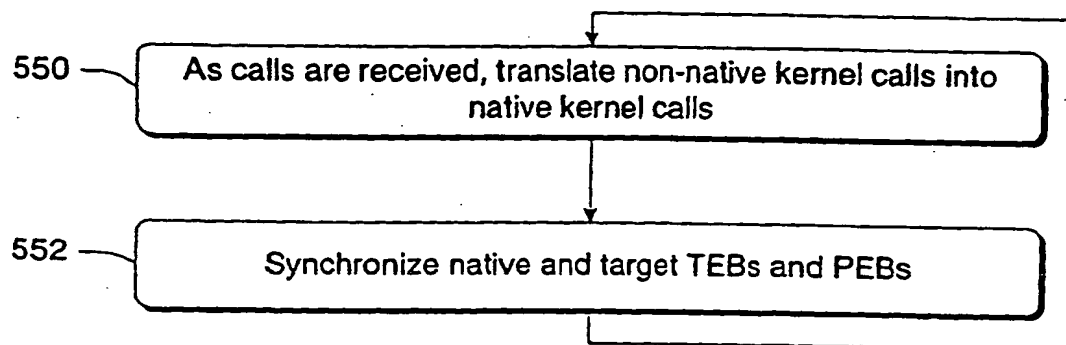 550
As calls are received, translate non-native kernel calls into
native kernel calls
552
Synchronize native and target TEBs and PEBs